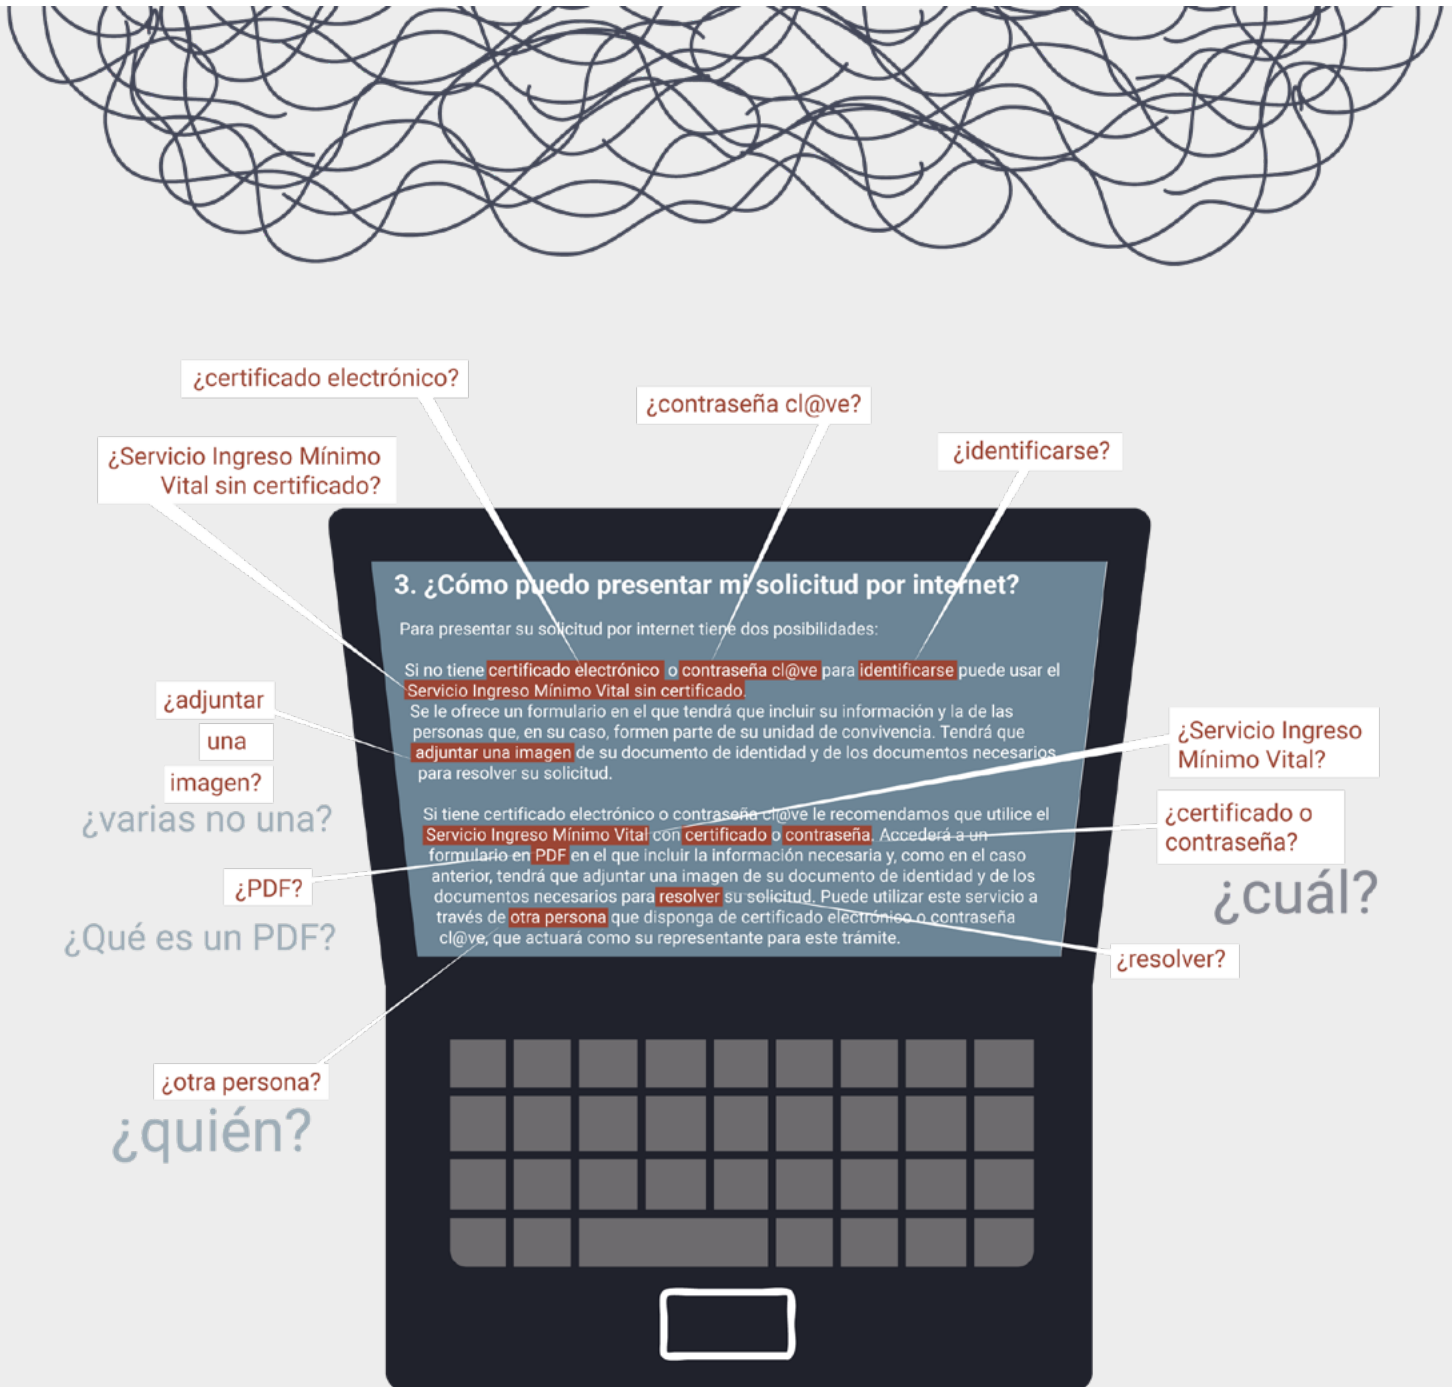 ¿certificado electrónico?
¿contraseña cl@ve?
¿identificarse?
¿Servicio Ingreso Mínimo
Vital sin certificado?
3. ¿Cómo puedo presentar mi solicitud por internet?
Para presentar su solicitud por internet tiene dos posibilidades:
Si no tiene certificado electrónico o contraseña cl@ve para identificarse puede usar el
Servicio Ingreso Mínimo Vital sin certificado.
Se le ofrece un formulario en el que tendrá que incluir su información y la de las
personas que, en su caso, formen parte de su unidad de convivencia. Tendrá que
adjuntar una imagen de su documento de identidad y de los documentos necesarios
para resolver su solicitud.
Si tiene certificado electrónico o contraseña cl@ve le recomendamos que utilice el
Servicio Ingreso Mínimo Vital con certificado o contraseña. Accederá a un
formulario en PDF en el que incluir la información necesaria y, como en el caso
anterior, tendrá que adjuntar una imagen de su documento de identidad y de los
documentos necesarios para resolver su solicitud. Puede utilizar este servicio a
través de otra persona que disponga de certificado electrónico o contraseña
cl@ve, que actuará como su representante para este trámite.
¿adjuntar
una
imagen?
¿varias no una?
¿PDF?
¿Qué es un PDF?
¿otra persona?
¿quién?
¿Servicio Ingreso
Mínimo Vital?
¿certificado o
contraseña?
¿cuál?
¿resolver?